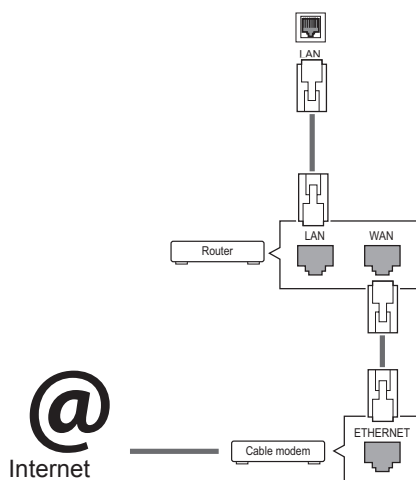 LAN
LAN
WAN
Router
ETHERNET
Cable modem
@
Internet